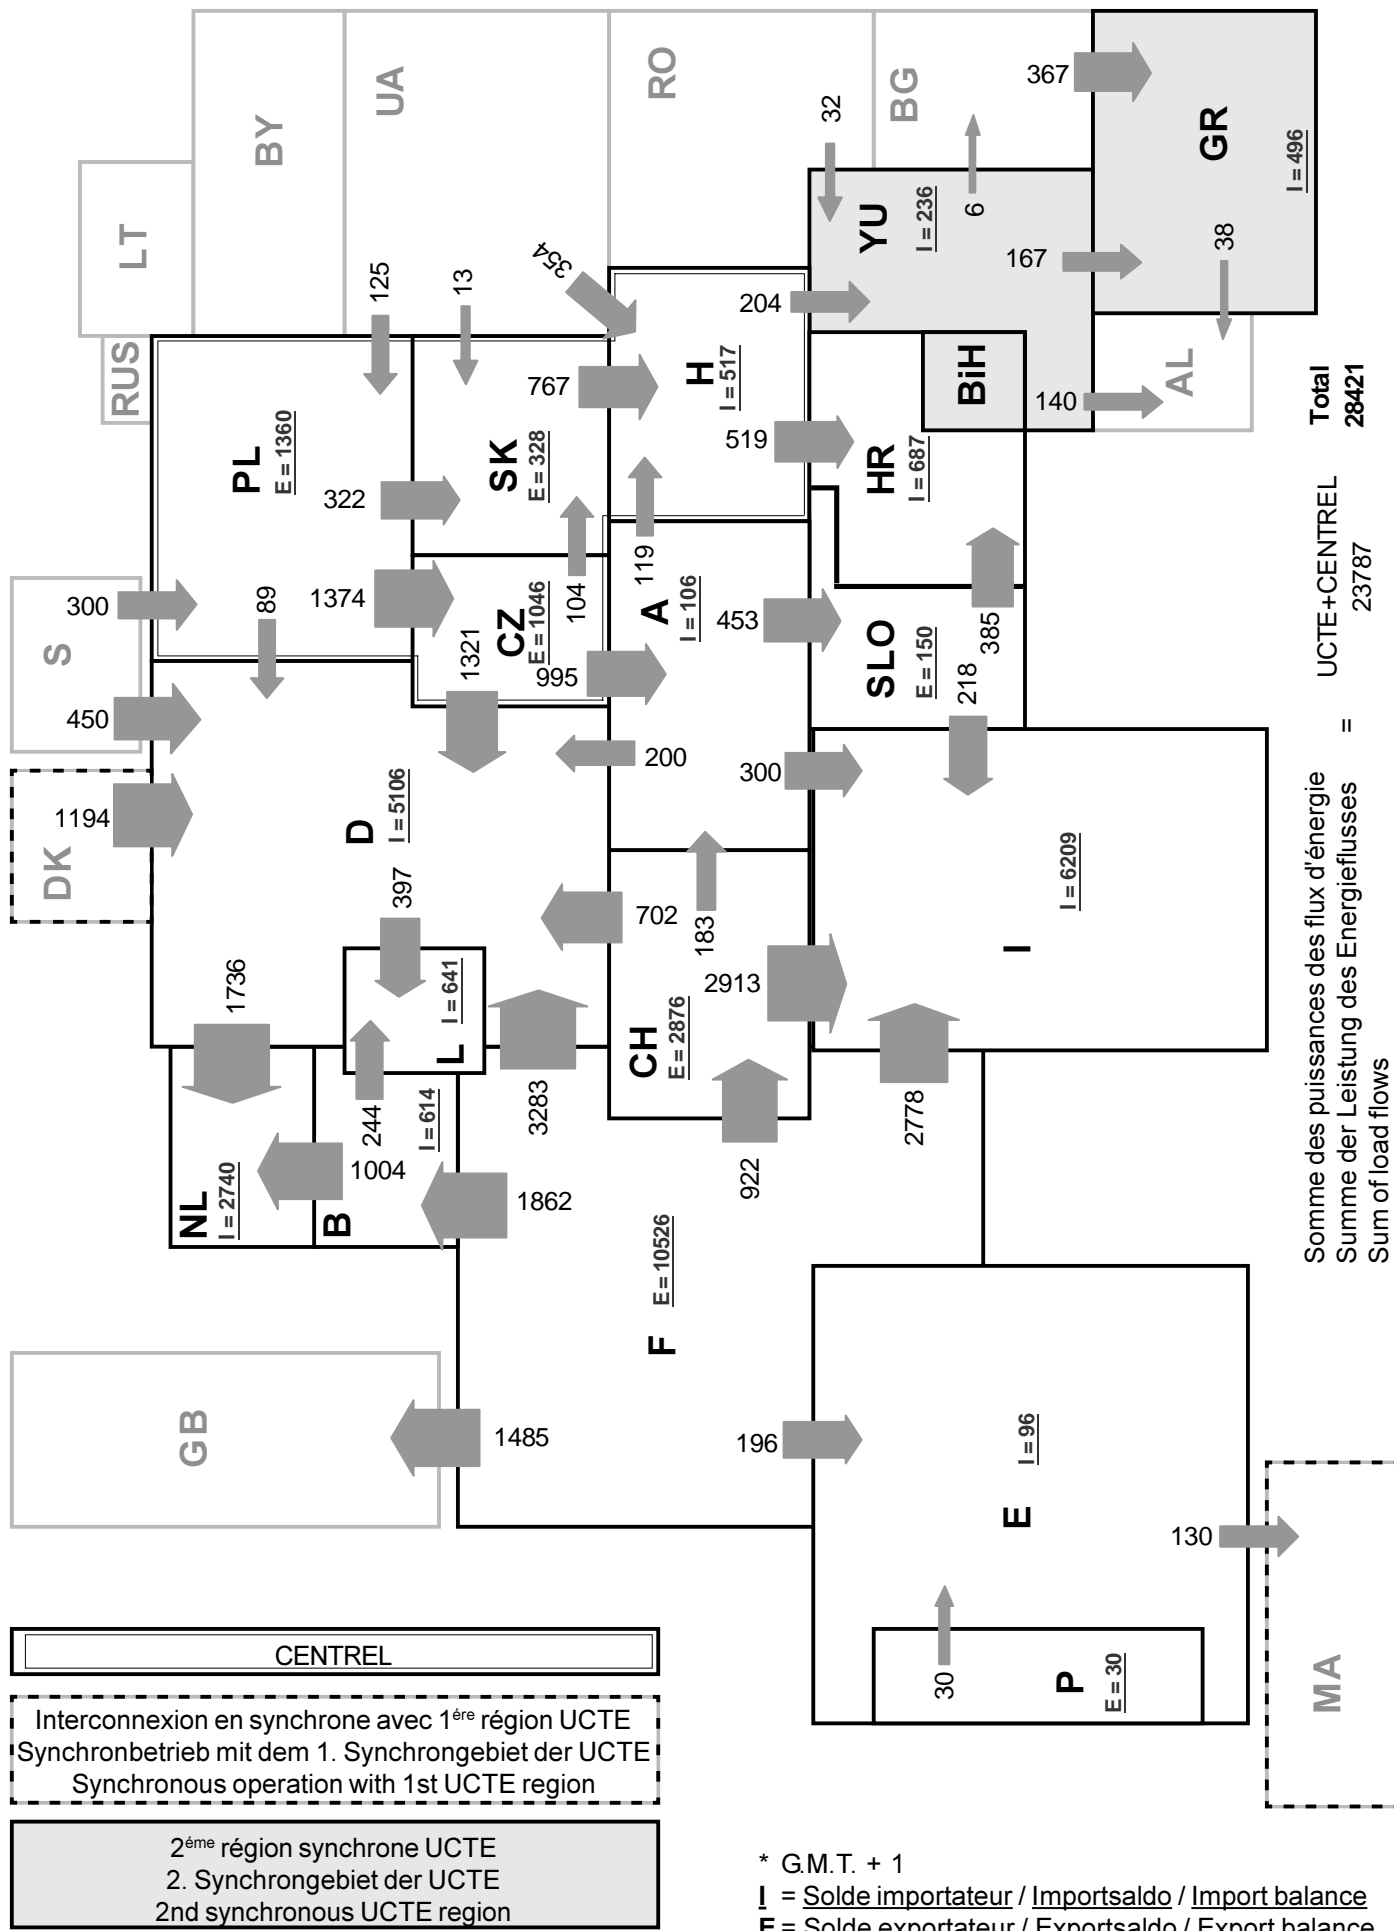 RUS
LT
BY
UA
RO
BG
367
GR
I = 496
32
YU
I = 236
6
167
38
125
13
354
204
PL
E = 1360
322
SK
E = 328
767
H
I = 517
519
BiH
140
AL
HR
I = 687
S
300
450
89
1374
1321
CZ
E = 1046
104
995
119
A
I = 106
453
SLO
E = 150
385
218
DK
1194
D
I = 5106
200
300
397
702
183
I
I = 6209
1736
L
I = 641
CH
E = 2876
2913
NL
I = 2740
1004
244
I = 614
B
3283
1862
922
2778
F
E = 10526
GB
1485
196
E
I = 96
130
30
P
E = 30
MA
Total
28421
UCTE+CENTREL
23787
Somme des puissances des flux d'énergie
Summe der Leistung des Energieflusses =
Sum of load flows
CENTREL
Interconnexion en synchrone avec 1ére région UCTE
Synchronbetrieb mit dem 1. Synchrongebiet der UCTE
Synchronous operation with 1st UCTE region
2éme région synchrone UCTE
2. Synchrongebiet der UCTE
2nd synchronous UCTE region
* G.M.T. + 1
I = Solde importateur / Importsaldo / Import balance
E = Solde exportateur / Exportsaldo / Export balance